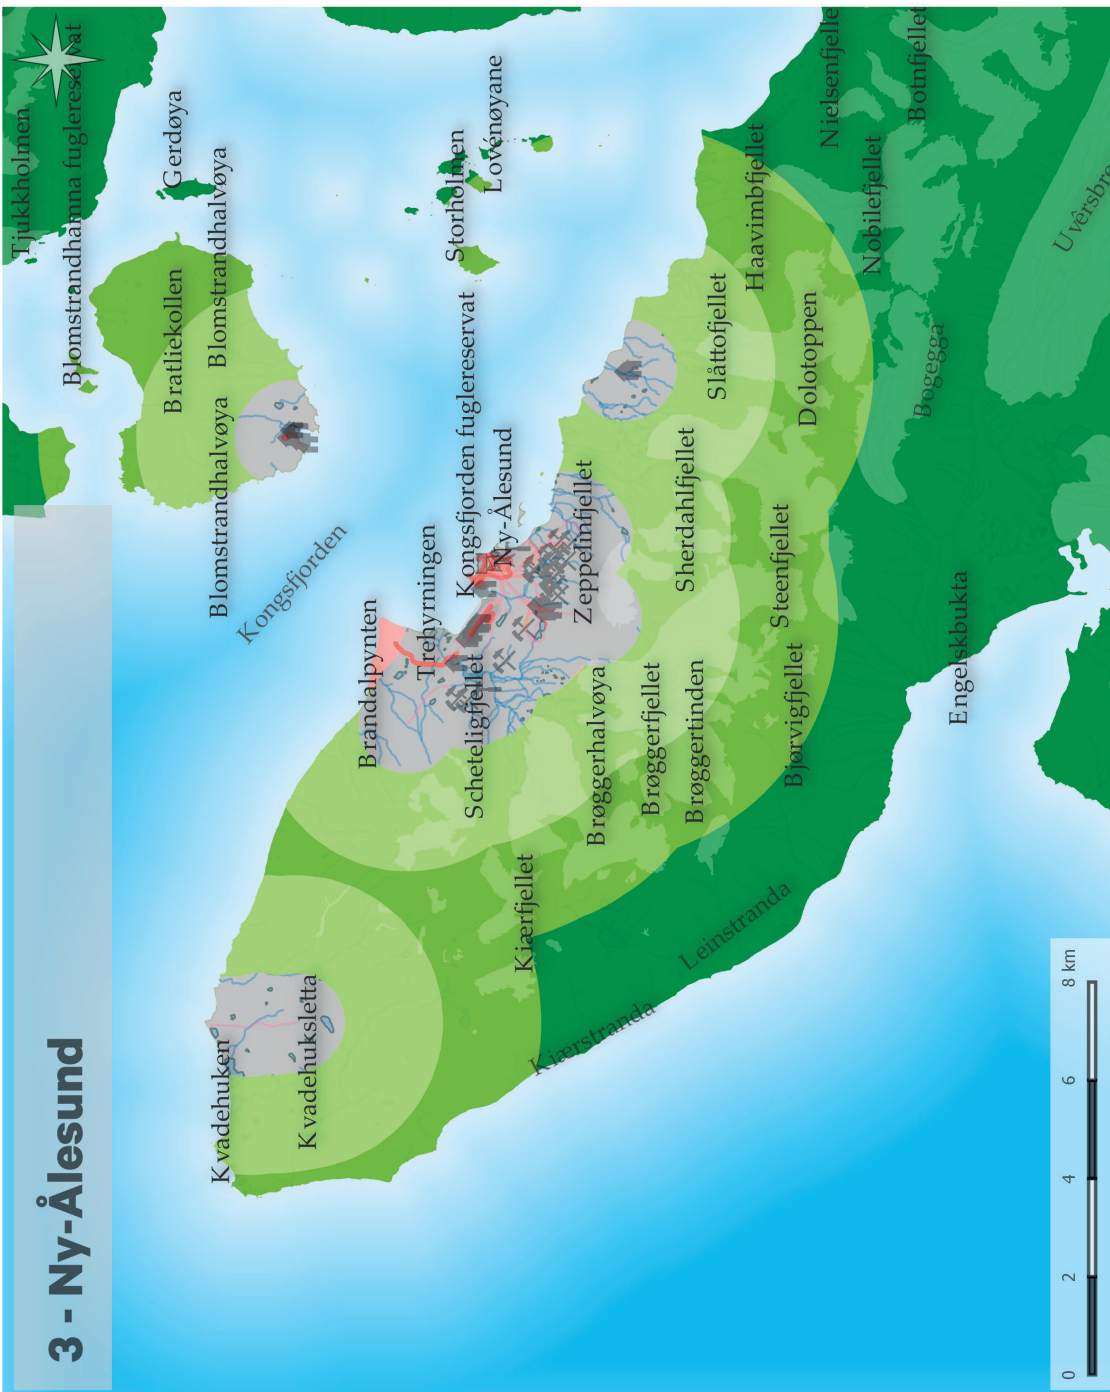 3 - Ny-Ålesund
Tjukkholmen
Blomstrandhamna fuglereservat
Bratliekollen
Gerdøya
Kvadehuken
Blomstrandhalvøya
Blomstrandhalvøya
Kongsfjorden
Kvadehuksletta
Brandalpynten
Trehyrningen
Storholmen
Kongsfjorden fuglereservat
Scheteligfjellet
Lovénøyane
Ny-Ålesund
Kiærfjellet
Zeppelinfjellet
Kiærstranda
Brøggerhalvøya
Brøggerfjellet
Sherdahlfjellet
Brøggertinden
Slåttofjellet
Leinstranda
Haavimbfjellet
Steenfjellet
Bjørvigfjellet
Dolotoppen
Nielsenfjellet
Nobilefjellet
Botnfjellet
Bogegga
Engelskbukta
Uvêrsbre
0 2 4 6 8 km